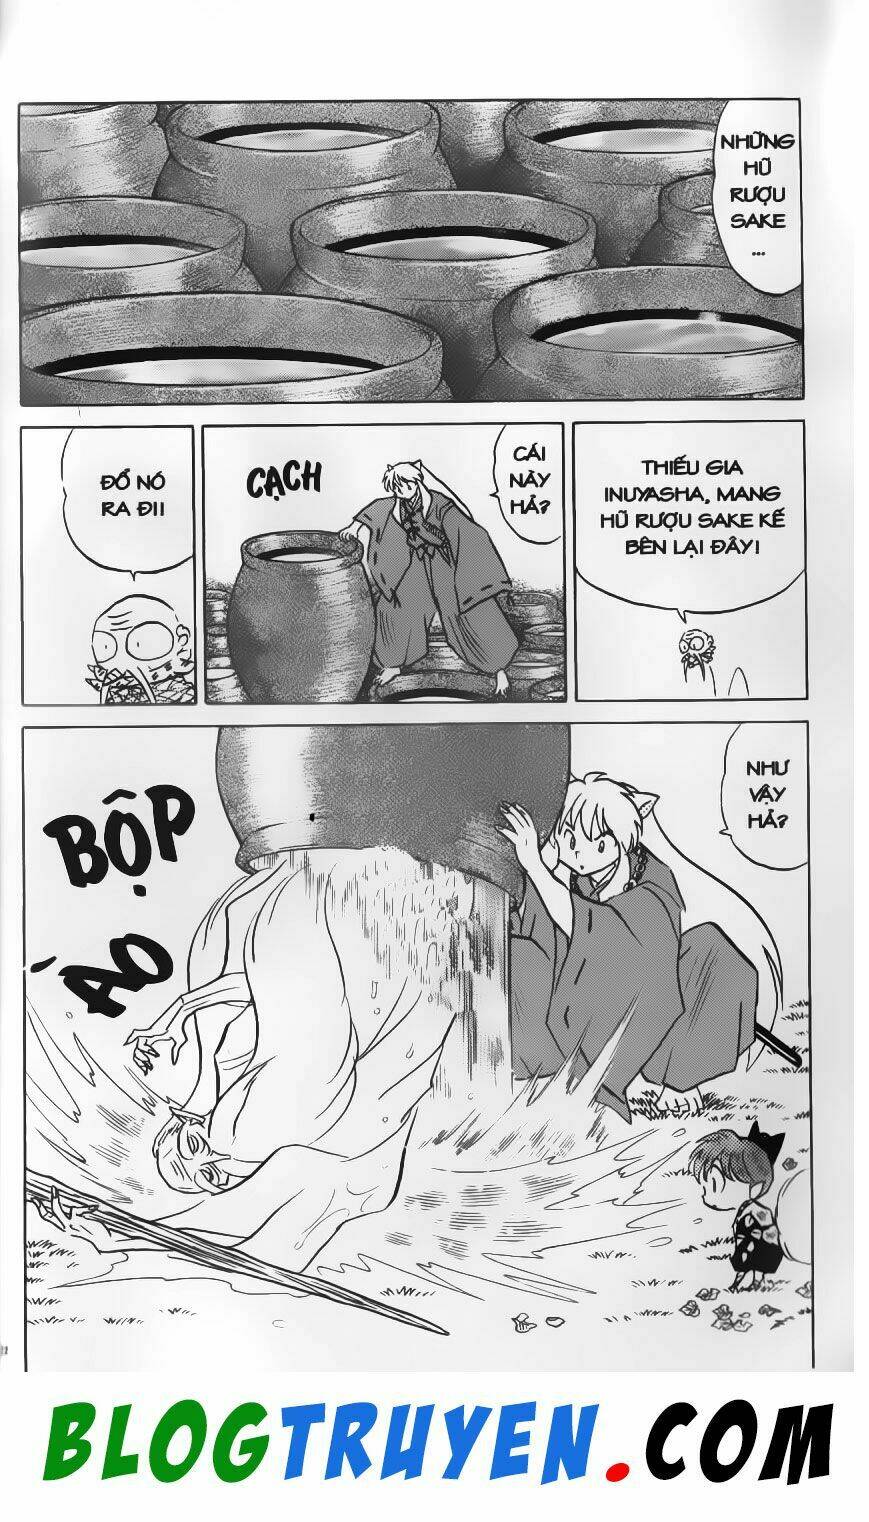 NHỮNG
HŨ
RƯỢU
SAKE
...
THIẾU GIA
INUYASHA, MANG
HŨ RƯỢU SAKE KẾ
BÊN LẠI ĐÂY!
CÁI
NÀY
HẢ?
CẠCH
ĐỔ NÓ
RA ĐI!
NHƯ
VẬY
HẢ?
BỘP
ÀO
12
BLOGTRUYEN.COM